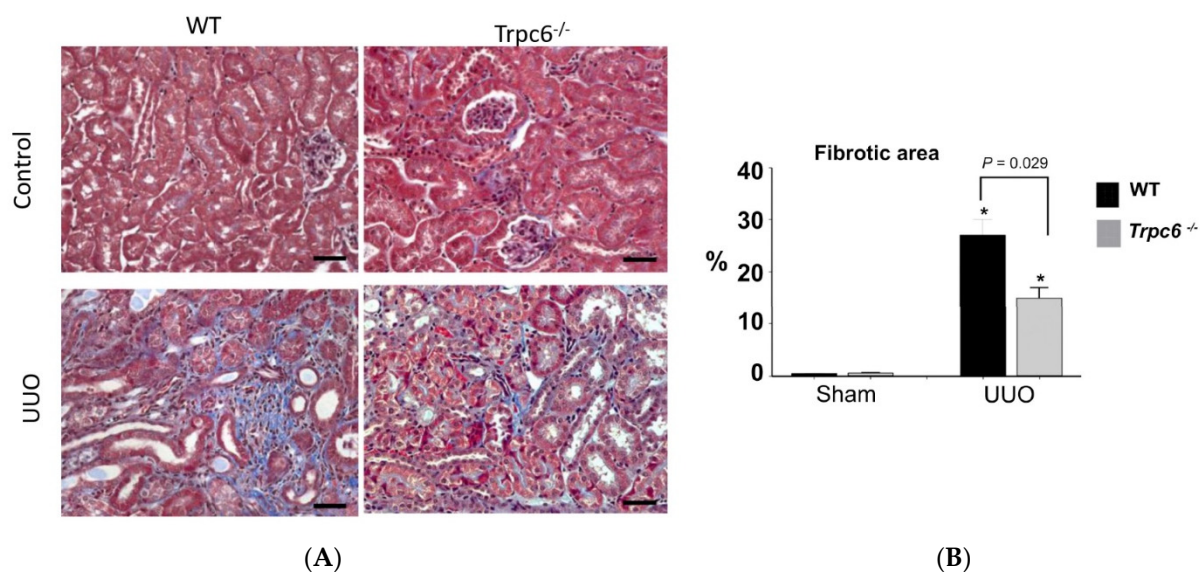 WT
Trpc6-/-
Control
UUO
(A)
Fibrotic area
P = 0.029
40
30
20
10
0
%
*
*
Sham
UUO
WT
Trpc6 -/-
(B)